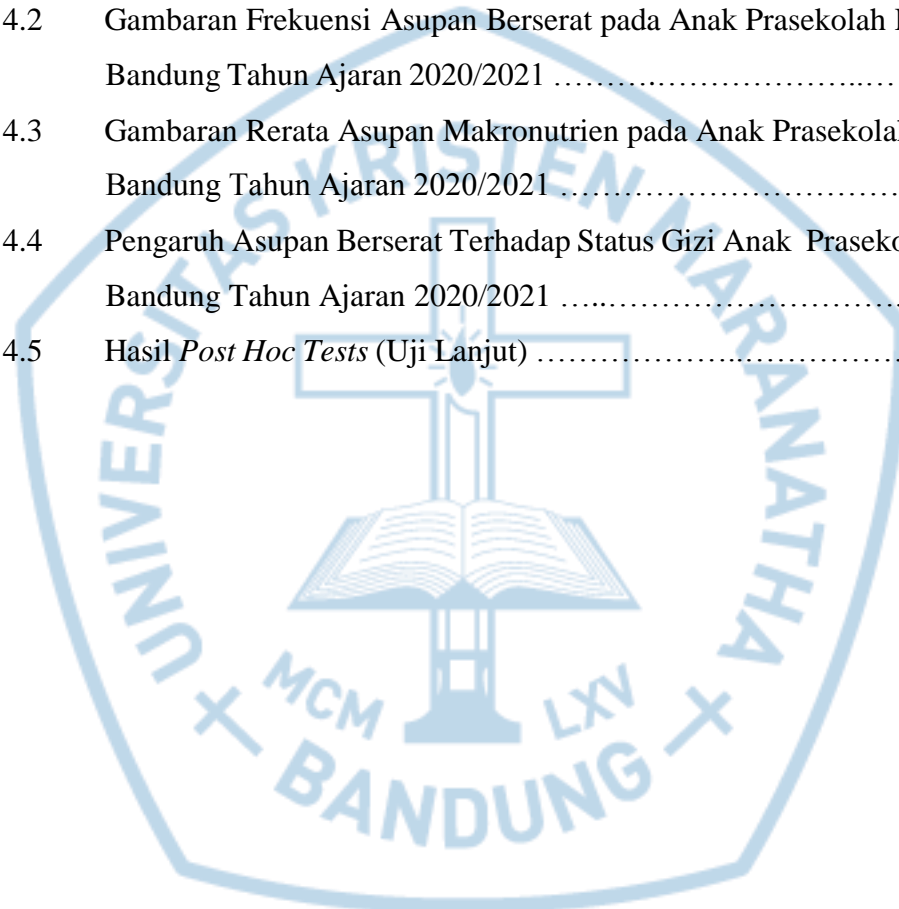 4.2 Gambaran Frekuensi Asupan Berserat pada Anak Prasekolah
Bandung Tahun Ajaran 2020/2021 ……….………………………..…
4.3 Gambaran Rerata Asupan Makronutrien pada Anak
Bandung Tahun Ajaran 2020/2021 ……………………………
4.4 Pengaruh Asupan Berserat Terhadap Status Gizi Anak
Bandung Tahun Ajaran 2020/2021 …..………………………
4.5 Hasil Post Hoc Tests (Uji Lanjut) ………………….………………
UNIVERSITAS KRISTEN MARANATHA
MCM LXV
BANDUNG